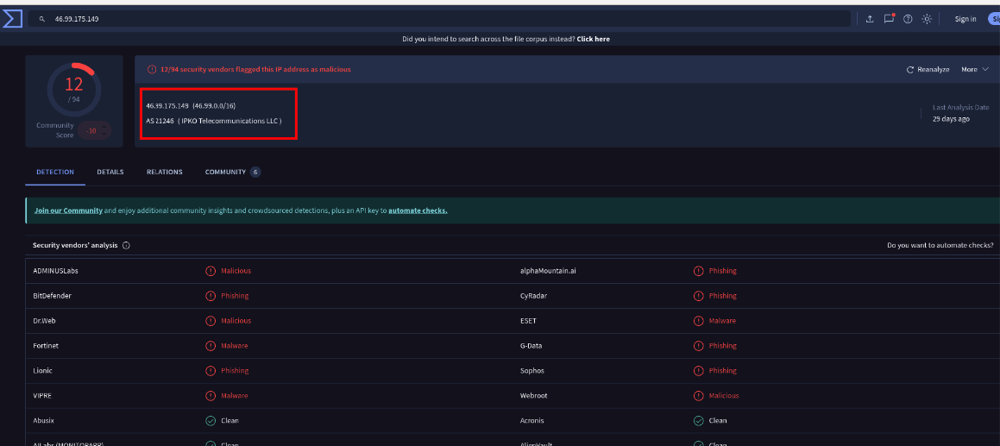 46.99.175.149
Sign in
Did you intend to search across the file corpus instead? Click here
12
/ 94
Community
Score
-10
12/94 security vendors flagged this IP address as malicious
Reanalyze
More
46.99.175.149 (46.99.0.0/16)
AS 21246 ( IPKO Telecommunications LLC )
Last Analysis Date
29 days ago
DETECTION
DETAILS
RELATIONS
COMMUNITY 6
Join our Community and enjoy additional community insights and crowdsourced detections, plus an API key to automate checks.
Security vendors' analysis
Do you want to automate checks?
ADMINUSLabs Malicious alphaMountain.ai Phishing
BitDefender Phishing CyRadar Phishing
Dr.Web Malicious ESET Malware
Fortinet Malware G-Data Phishing
Lionic Phishing Sophos Phishing
VIPRE Malware Webroot Malicious
Abusix Clean Acronis Clean
AILabs (MONITORAPP) Clean AlienVault Clean